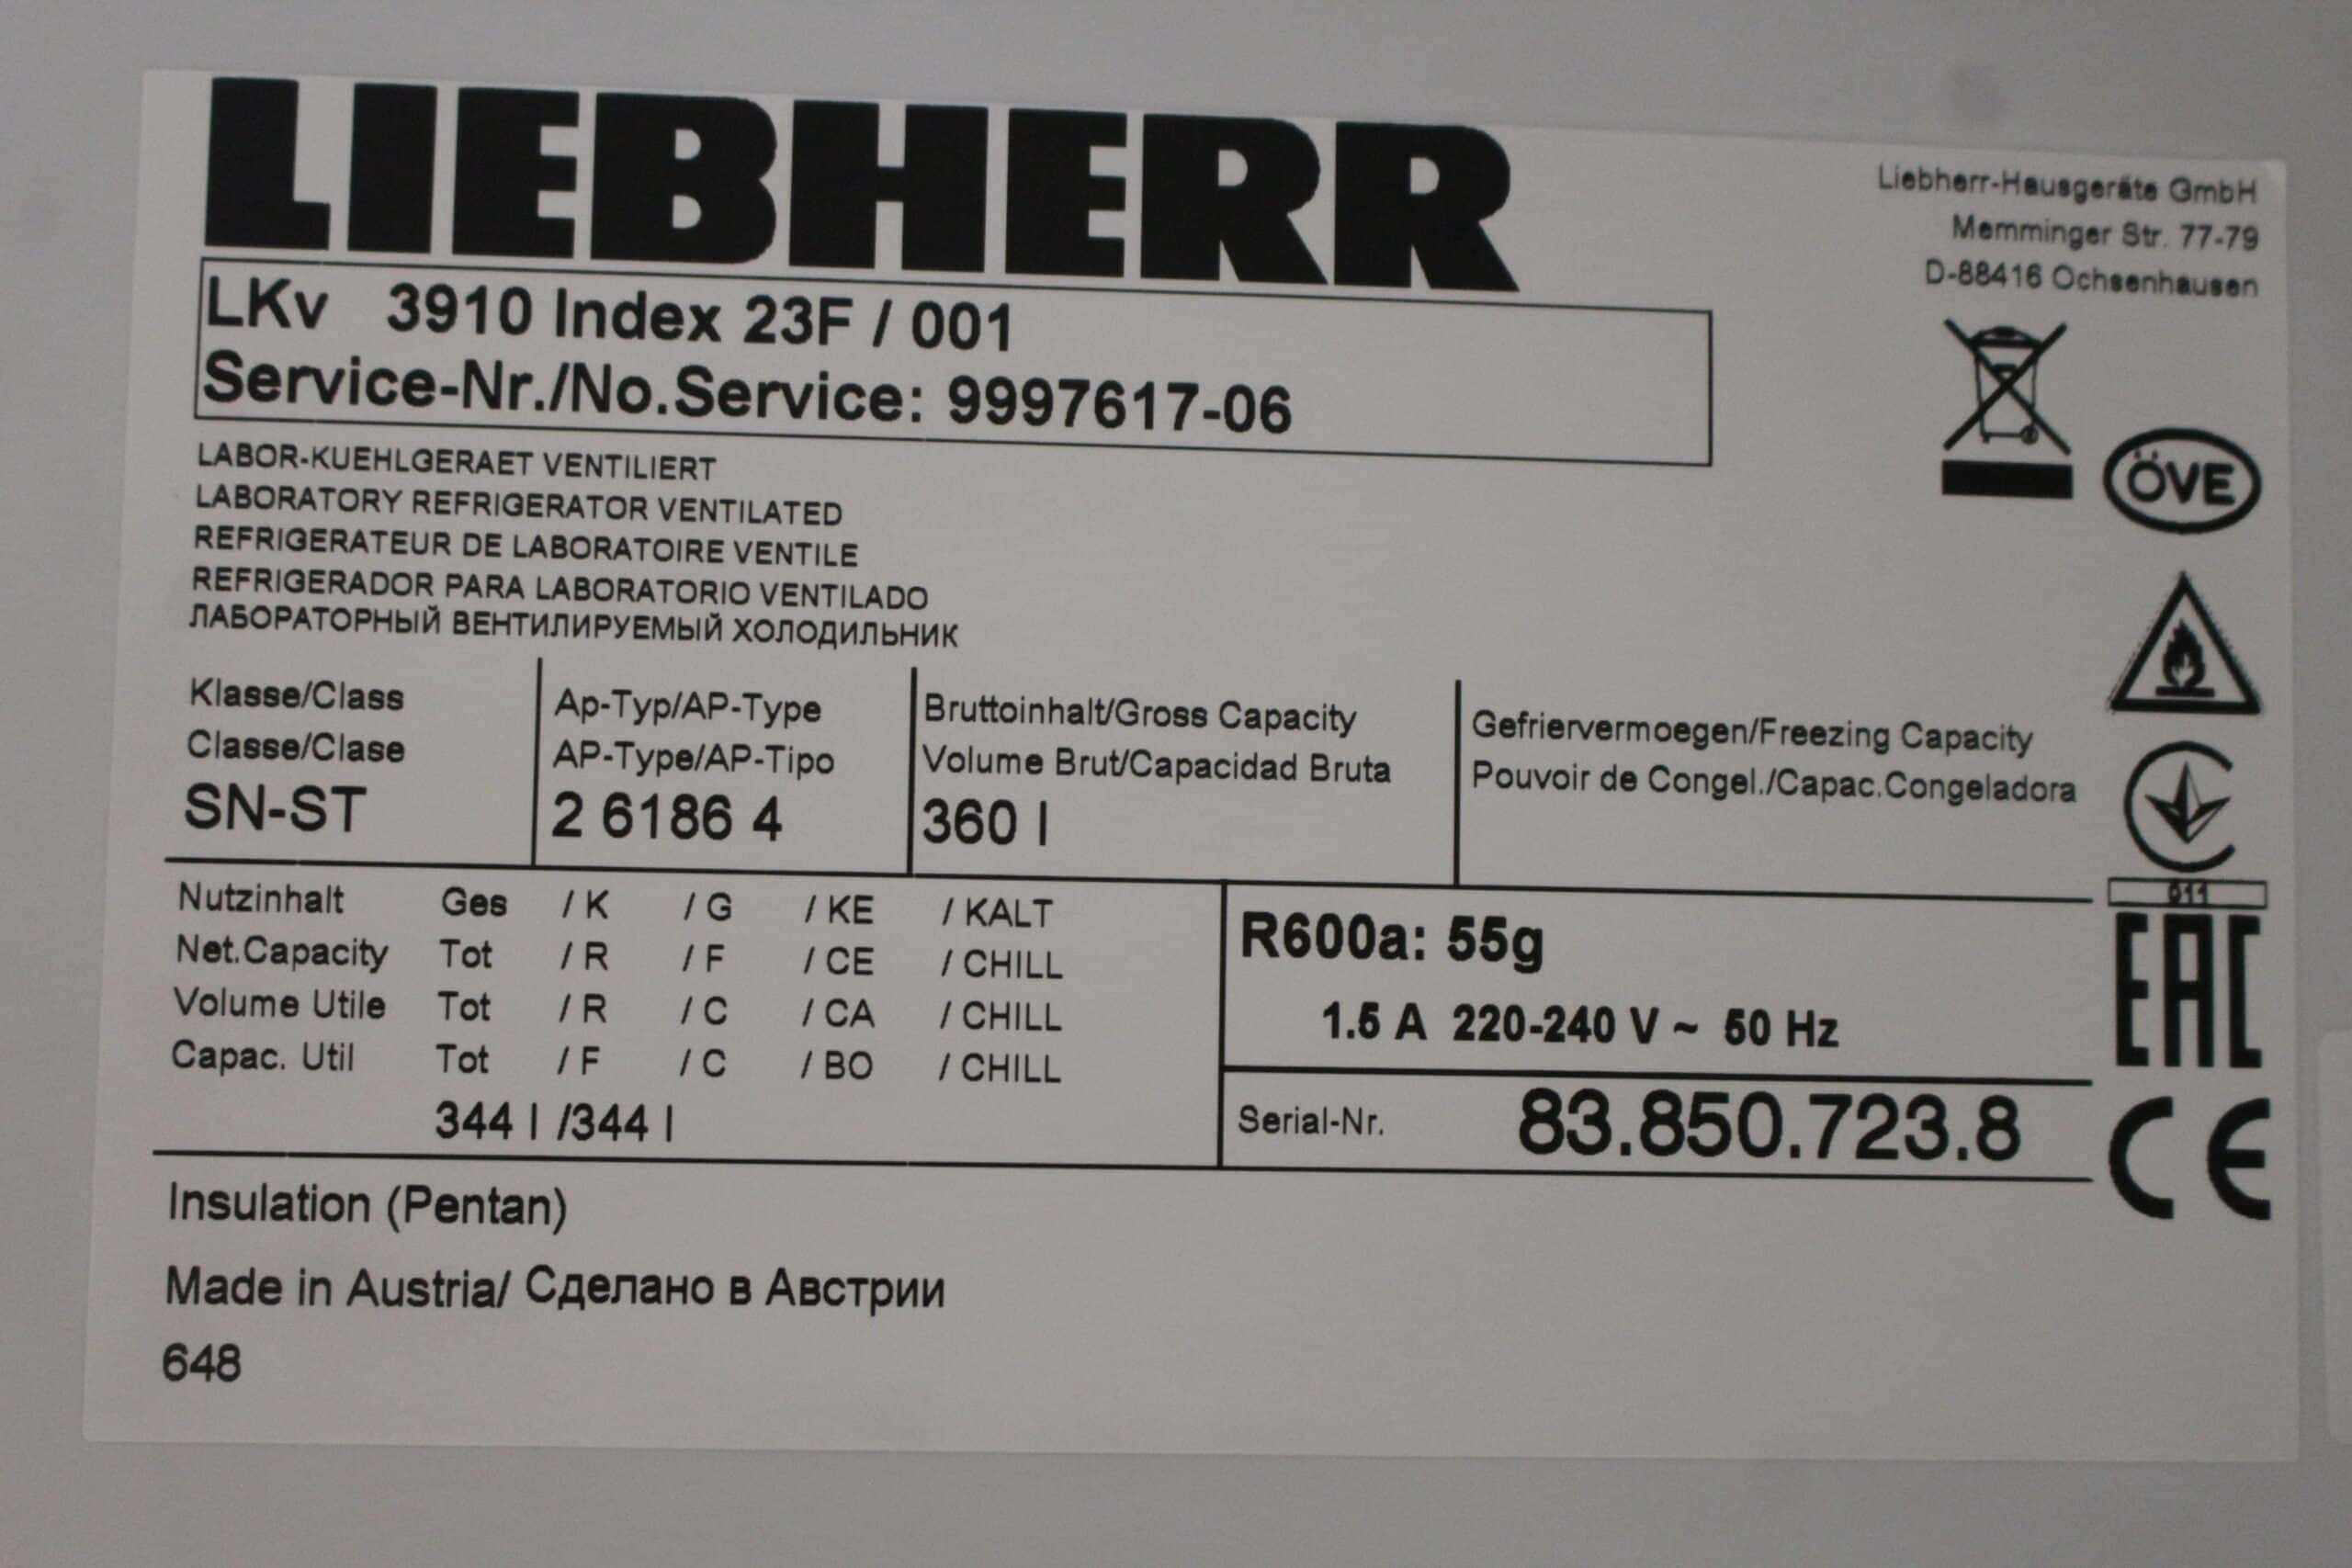 LIEBHERR
Liebherr-Hausgeräte GmbH
Memminger Str. 77-79
D-88416 Ochsenhausen
LKv 3910 Index 23F / 001
Service-Nr./No.Service: 9997617-06
LABOR-KUEHLGERAET VENTILIERT
LABORATORY REFRIGERATOR VENTILATED
REFRIGERATEUR DE LABORATOIRE VENTILE
REFRIGERADOR PARA LABORATORIO VENTILADO
ЛАБОРАТОРНЫЙ ВЕНТИЛИРУЕМЫЙ ХОЛОДИЛЬНИК
ÖVE
Klasse/Class
Classe/Clase
SN-ST
Ap-Typ/AP-Type
AP-Type/AP-Tipo
2 6186 4
Bruttoinhalt/Gross Capacity
Volume Brut/Capacidad Bruta
360 l
Gefriervermoegen/Freezing Capacity
Pouvoir de Congel./Capac.Congeladora
011
EAC
CE
Nutzinhalt Ges / K / G / KE / KALT
Net.Capacity Tot / R / F / CE / CHILL
Volume Utile Tot / R / C / CA / CHILL
Capac. Util Tot / F / C / BO / CHILL
344 l /344 l
R600a: 55g
1.5 A 220-240 V ~ 50 Hz
Serial-Nr. 83.850.723.8
Insulation (Pentan)
Made in Austria/ Сделано в Австрии
648